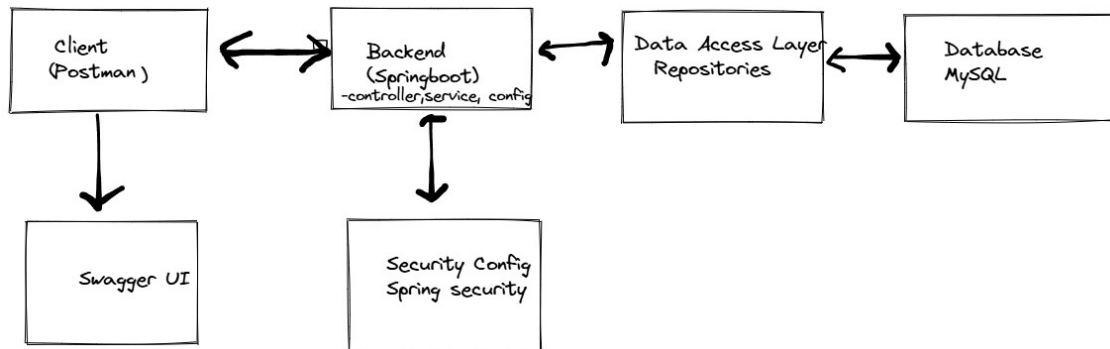 Client
(Postman)
Backend
(Springboot)
-controller,service, config
Data Access Layer
Repositories
Database
MySQL
Swagger UI
Security Config
Spring security